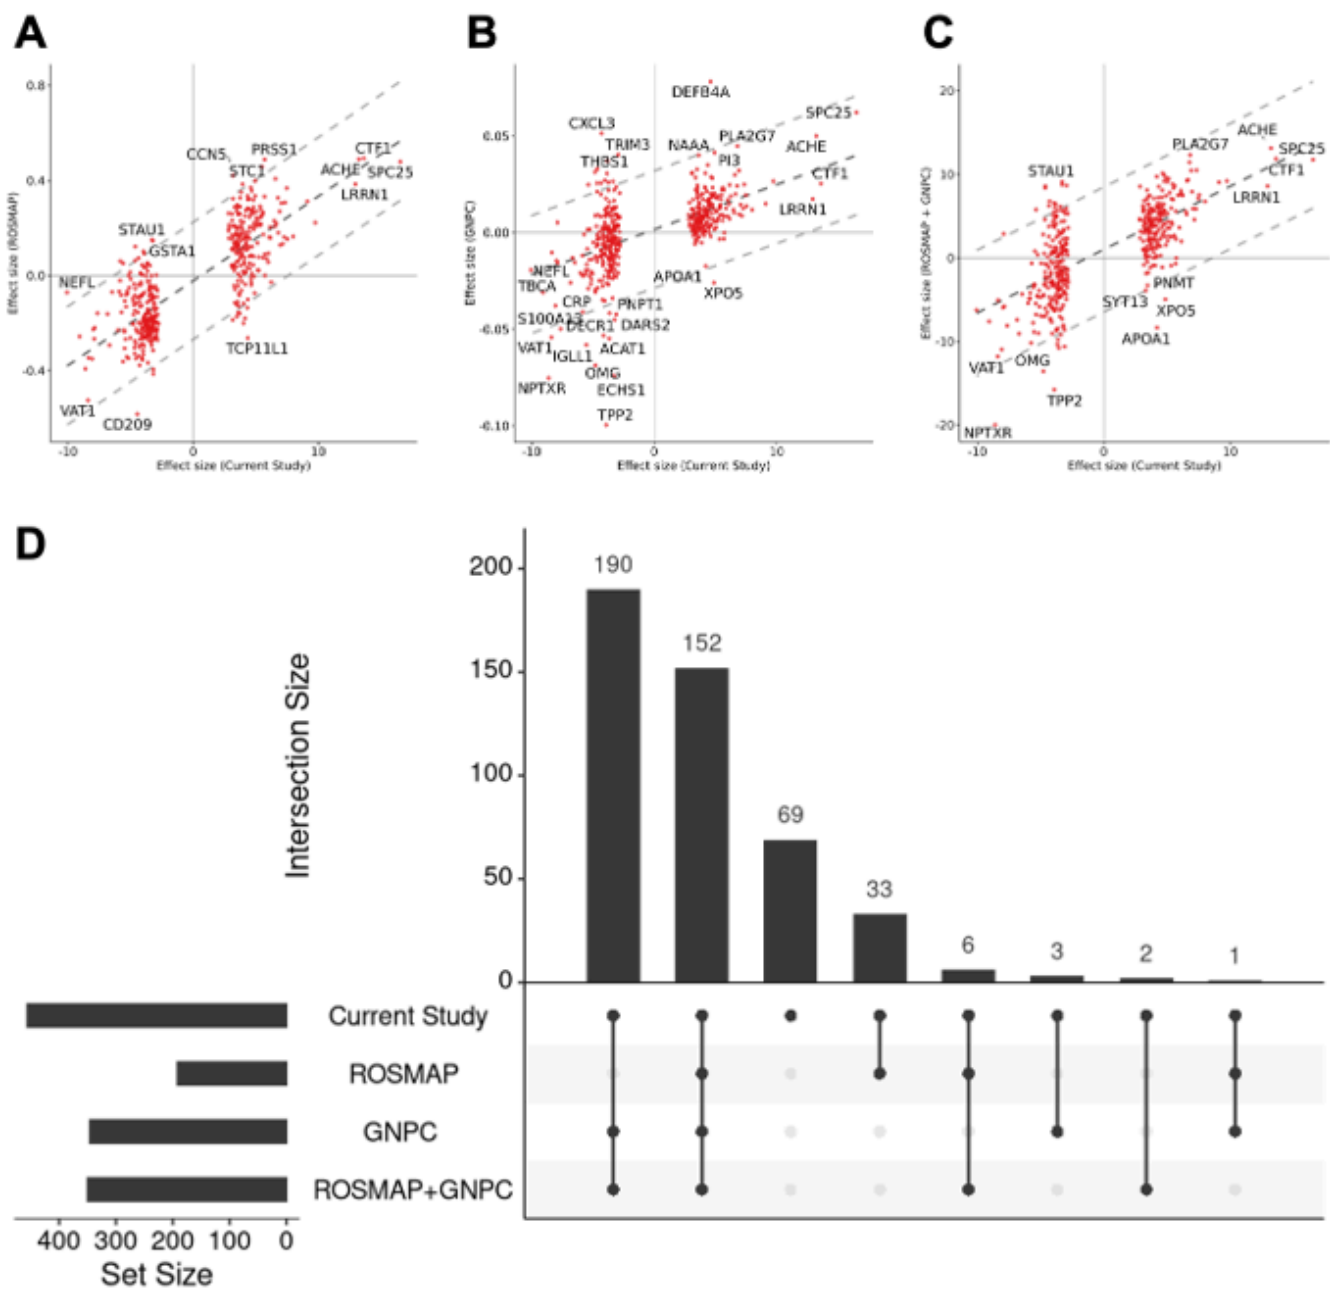 A
0.8
0.4
0.0
-0.4
Effect size (ROSMAP)
CCN5
PRSS1
STC1
CTF1
ACHE
SPC25
LRRN1
STAU1
GSTA1
NEFL
TCP11L1
VAT1
CD209
-10
0
10
Effect size (Current Study)
B
0.05
0.00
-0.05
-0.10
Effect size (GNPC)
DEFB4A
SPC25
CXCL3
TRIM3
NAAA
PLA2G7
ACHE
THBS1
PI3
CTF1
LRRN1
NEFL
APOA1
TBCA
XPO5
CRP
PNPT1
S100A13
DECR1
DARS2
VAT1
IGLL1
ACAT1
OMG
NPTXR
ECHS1
TPP2
-10
0
10
Effect size (Current Study)
C
20
10
0
-10
-20
Effect size (ROSMAP + GNPC)
ACHE
PLA2G7
SPC25
STAU1
CTF1
LRRN1
PNMT
SYT13
XPO5
APOA1
VAT1
OMG
TPP2
NPTXR
-10
0
10
Effect size (Current Study)
D
Intersection Size
200
150
100
50
0
190
152
69
33
6
3
2
1
Current Study
ROSMAP
GNPC
ROSMAP+GNPC
400 300 200 100 0
Set Size